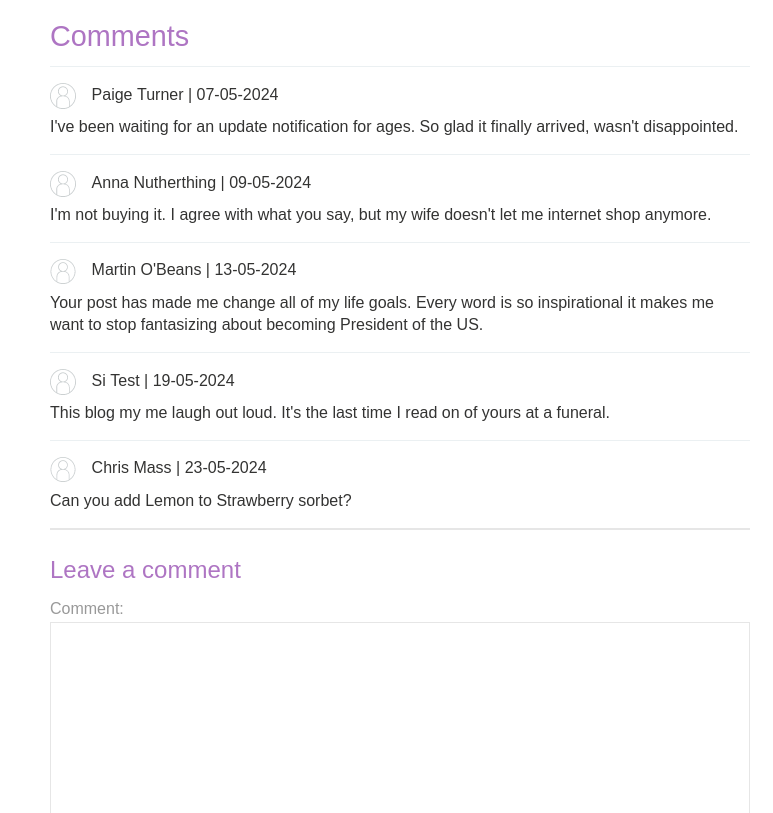 Comments
Paige Turner | 07-05-2024
I've been waiting for an update notification for ages. So glad it finally arrived, wasn't disappointed.
Anna Nutherthing | 09-05-2024
I'm not buying it. I agree with what you say, but my wife doesn't let me internet shop anymore.
Martin O'Beans | 13-05-2024
Your post has made me change all of my life goals. Every word is so inspirational it makes me
want to stop fantasizing about becoming President of the US.
Si Test | 19-05-2024
This blog my me laugh out loud. It's the last time I read on of yours at a funeral.
Chris Mass | 23-05-2024
Can you add Lemon to Strawberry sorbet?
Leave a comment
Comment: